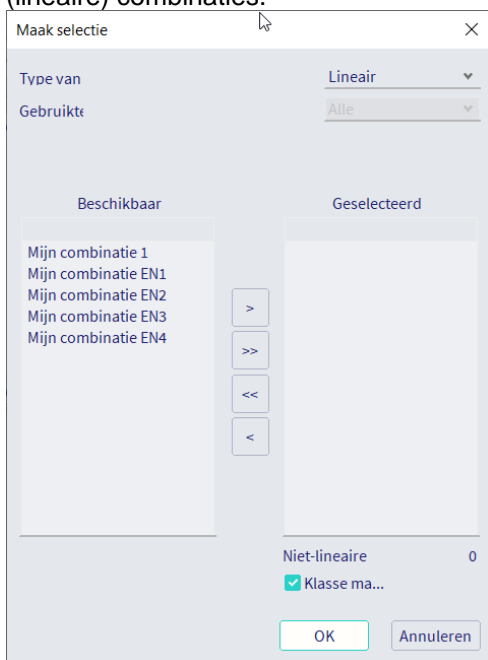 (lineaire) combinaties.
Maak selectie
Type van
Lineair
Gebruikte
Alle
Beschikbaar
Geselecteerd
Mijn combinatie 1
Mijn combinatie EN1
Mijn combinatie EN2
Mijn combinatie EN3
Mijn combinatie EN4
>
>>
<<
<
Niet-lineaire 0
Klasse ma...
OK
Annuleren